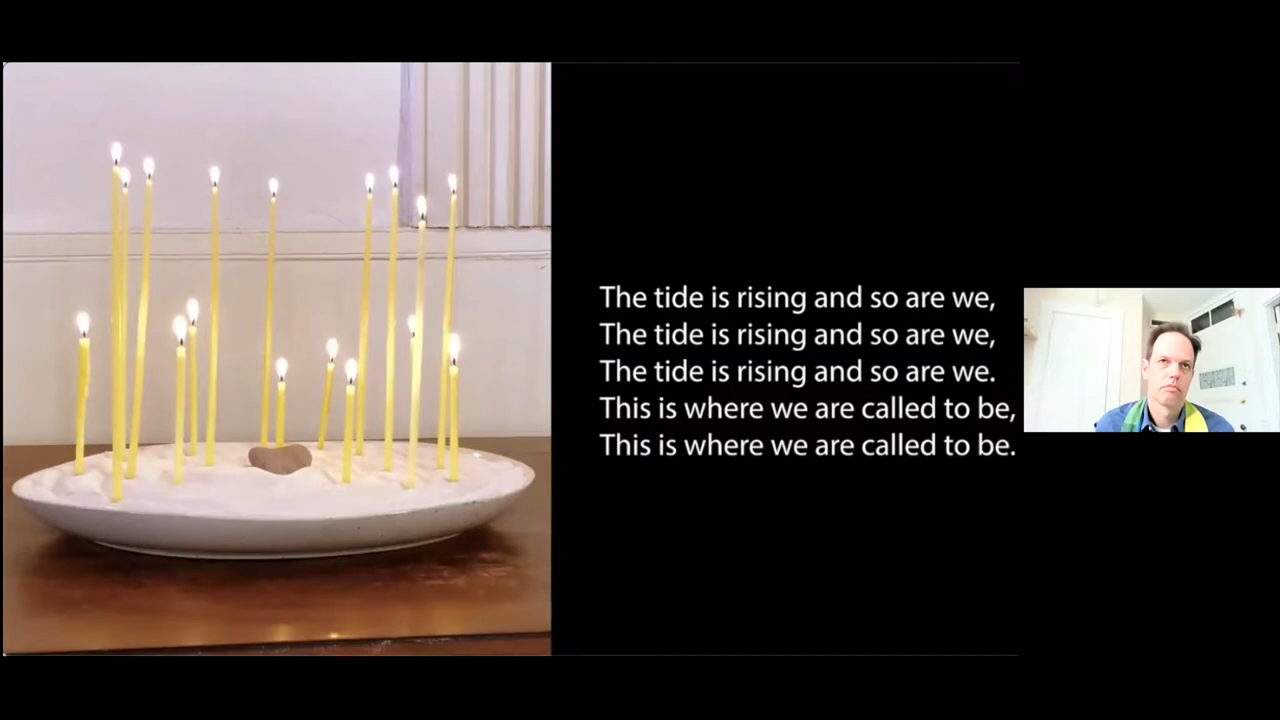 The tide is rising and so are we,
The tide is rising and so are we,
The tide is rising and so are we.
This is where we are called to be,
This is where we are called to be.